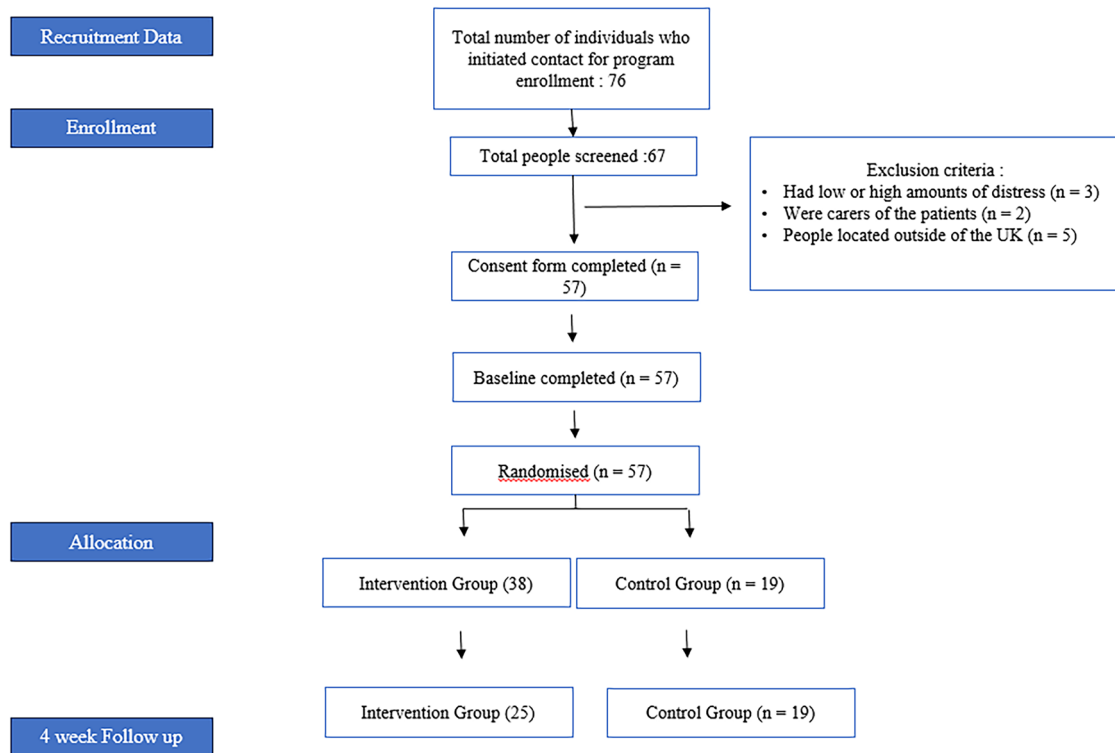 Recruitment Data
Total number of individuals who
initiated contact for program
enrollment : 76
Enrollment
Total people screened :67
Exclusion criteria :
• Had low or high amounts of distress (n = 3)
• Were carers of the patients (n = 2)
• People located outside of the UK (n = 5)
Consent form completed (n =
57)
Baseline completed (n = 57)
Randomised (n = 57)
Allocation
Intervention Group (38)
Control Group (n = 19)
Intervention Group (25)
Control Group (n = 19)
4 week Follow up